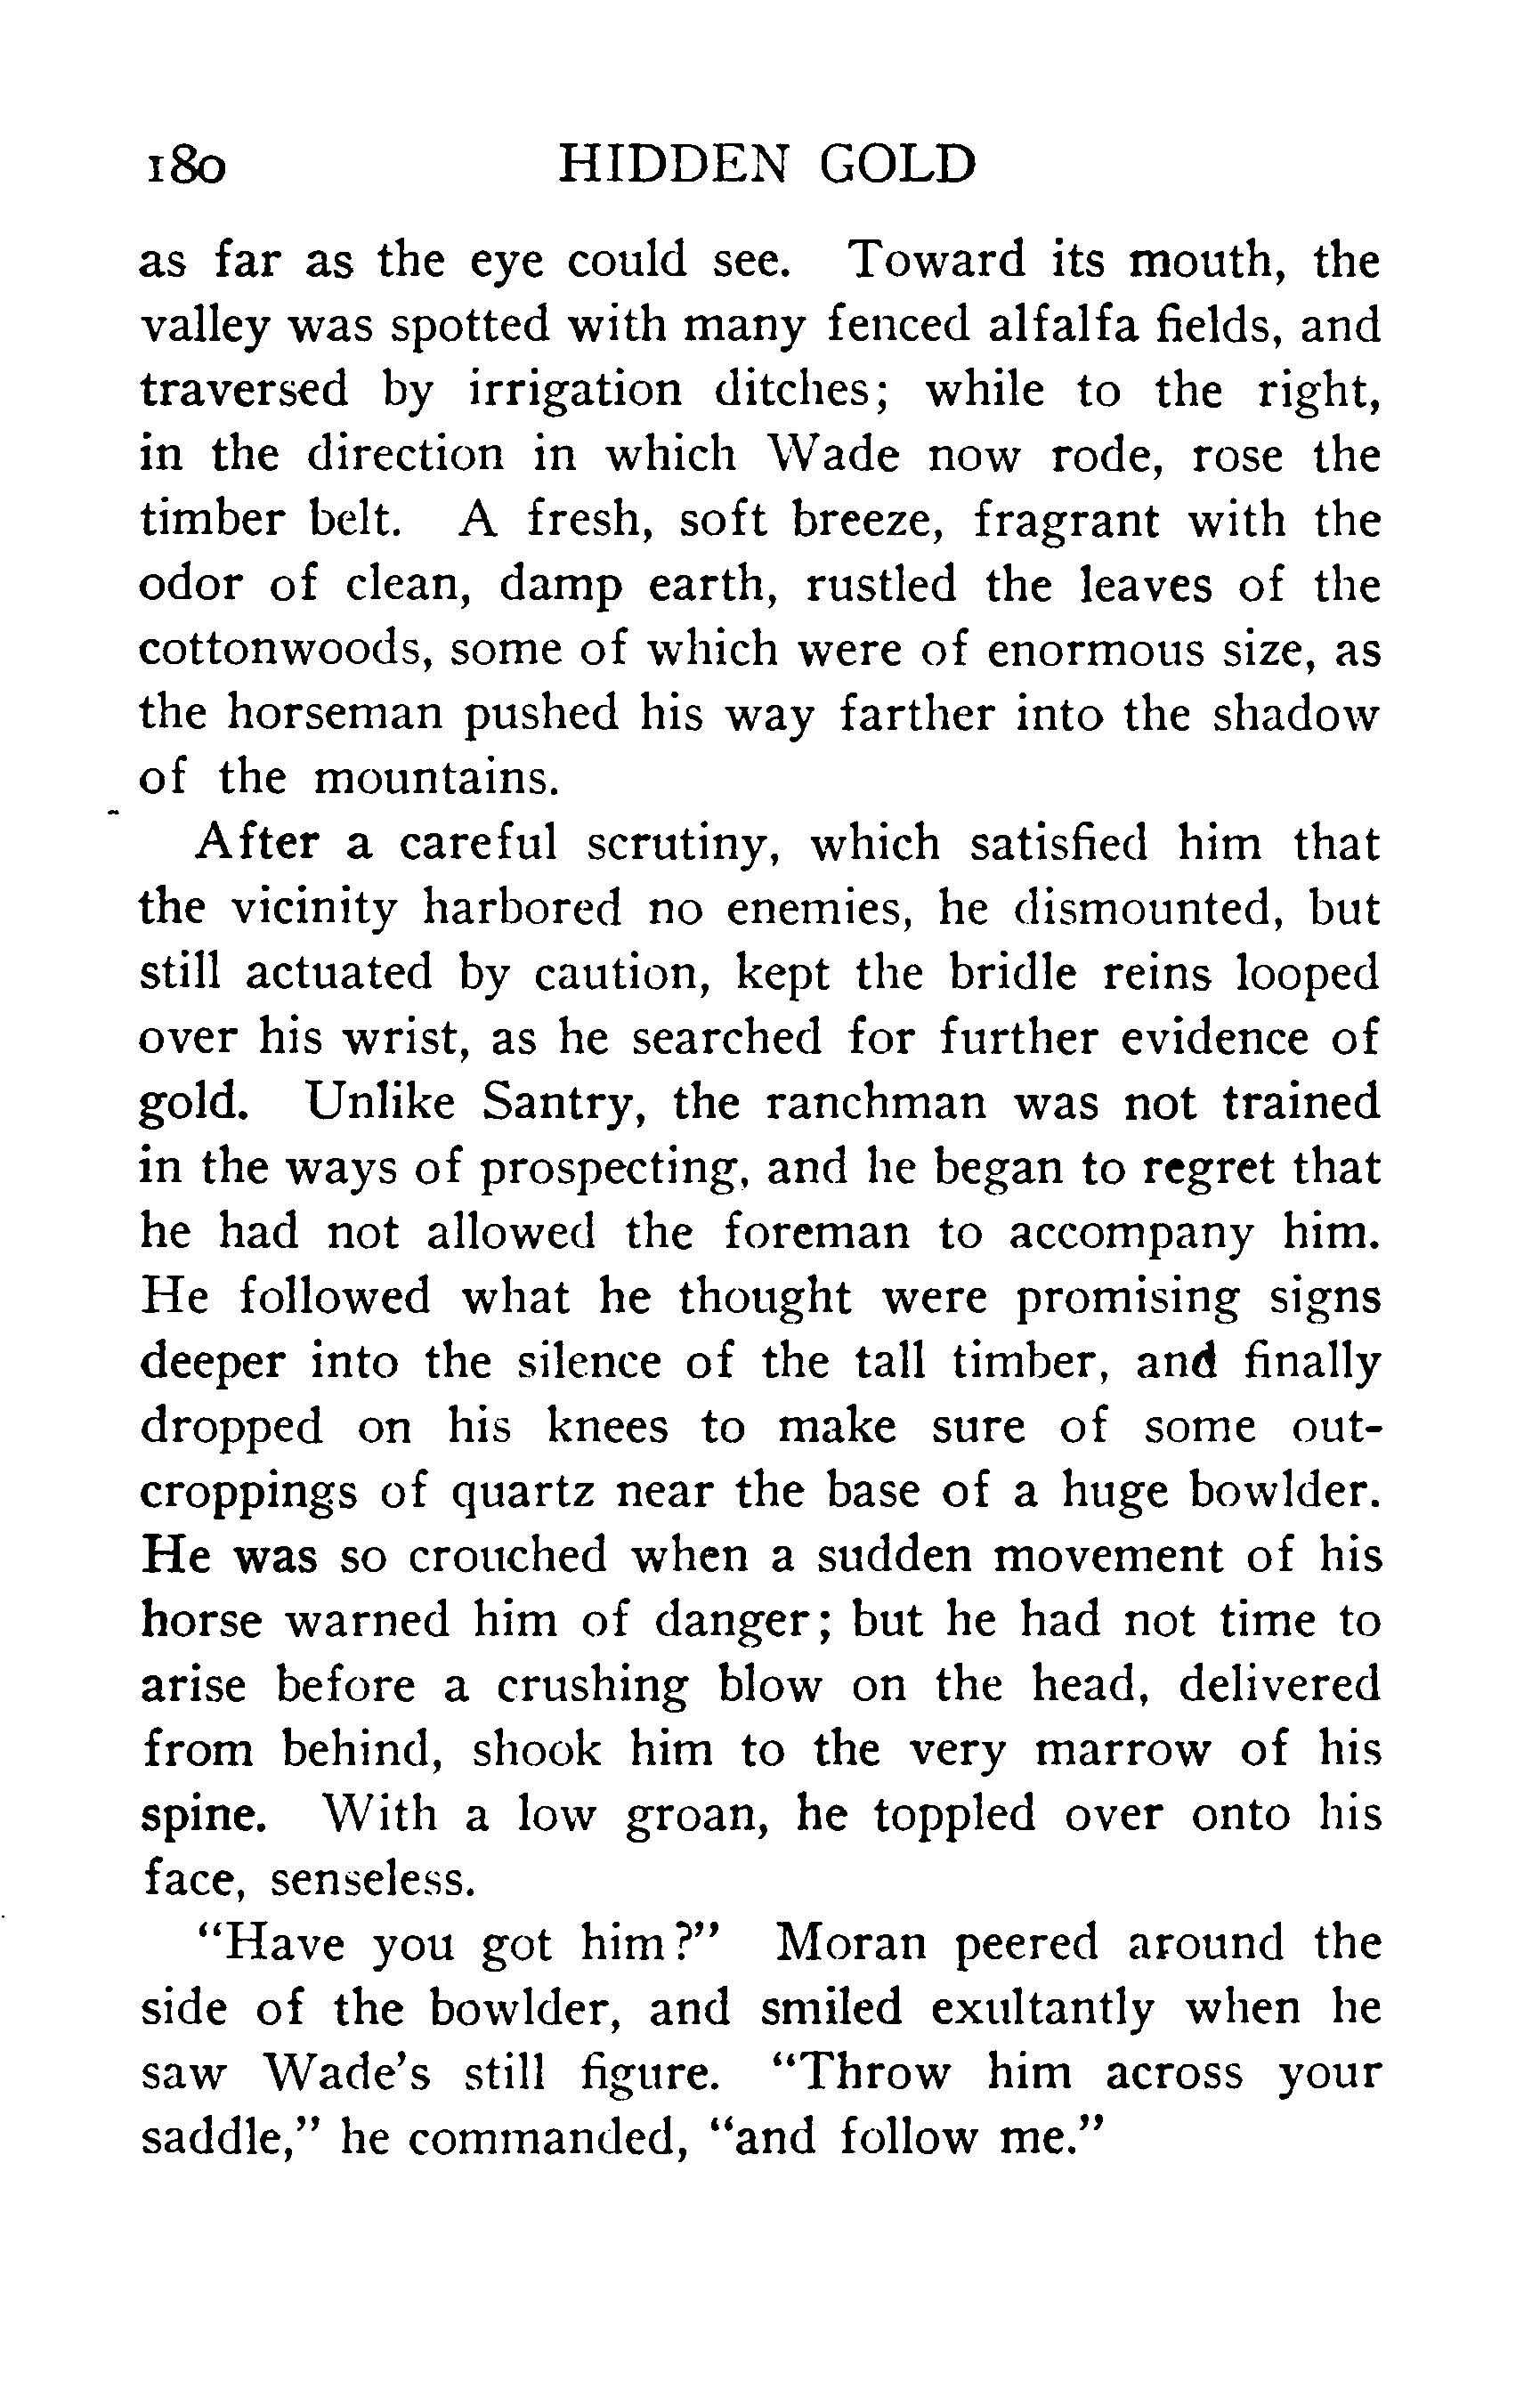 180 HIDDEN GOLD
as far as the eye could see. Toward its mouth, the
valley was spotted with many fenced alfalfa fields, and
traversed by irrigation ditches; while to the right,
in the direction in which Wade now rode, rose the
timber belt. A fresh, soft breeze, fragrant with the
odor of clean, damp earth, rustled the leaves of the
cottonwoods, some of which were of enormous size, as
the horseman pushed his way farther into the shadow
of the mountains.
After a careful scrutiny, which satisfied him that
the vicinity harbored no enemies, he dismounted, but
still actuated by caution, kept the bridle reins looped
over his wrist, as he searched for further evidence of
gold. Unlike Santry, the ranchman was not trained
in the ways of prospecting, and he began to regret that
he had not allowed the foreman to accompany him.
He followed what he thought were promising signs
deeper into the silence of the tall timber, and finally
dropped on his knees to make sure of some out-
croppings of quartz near the base of a huge bowlder.
He was so crouched when a sudden movement of his
horse warned him of danger; but he had not time to
arise before a crushing blow on the head, delivered
from behind, shook him to the very marrow of his
spine. With a low groan, he toppled over onto his
face, senseless.
"Have you got him?" Moran peered around the
side of the bowlder, and smiled exultantly when he
saw Wade's still figure. "Throw him across your
saddle," he commanded, "and follow me."